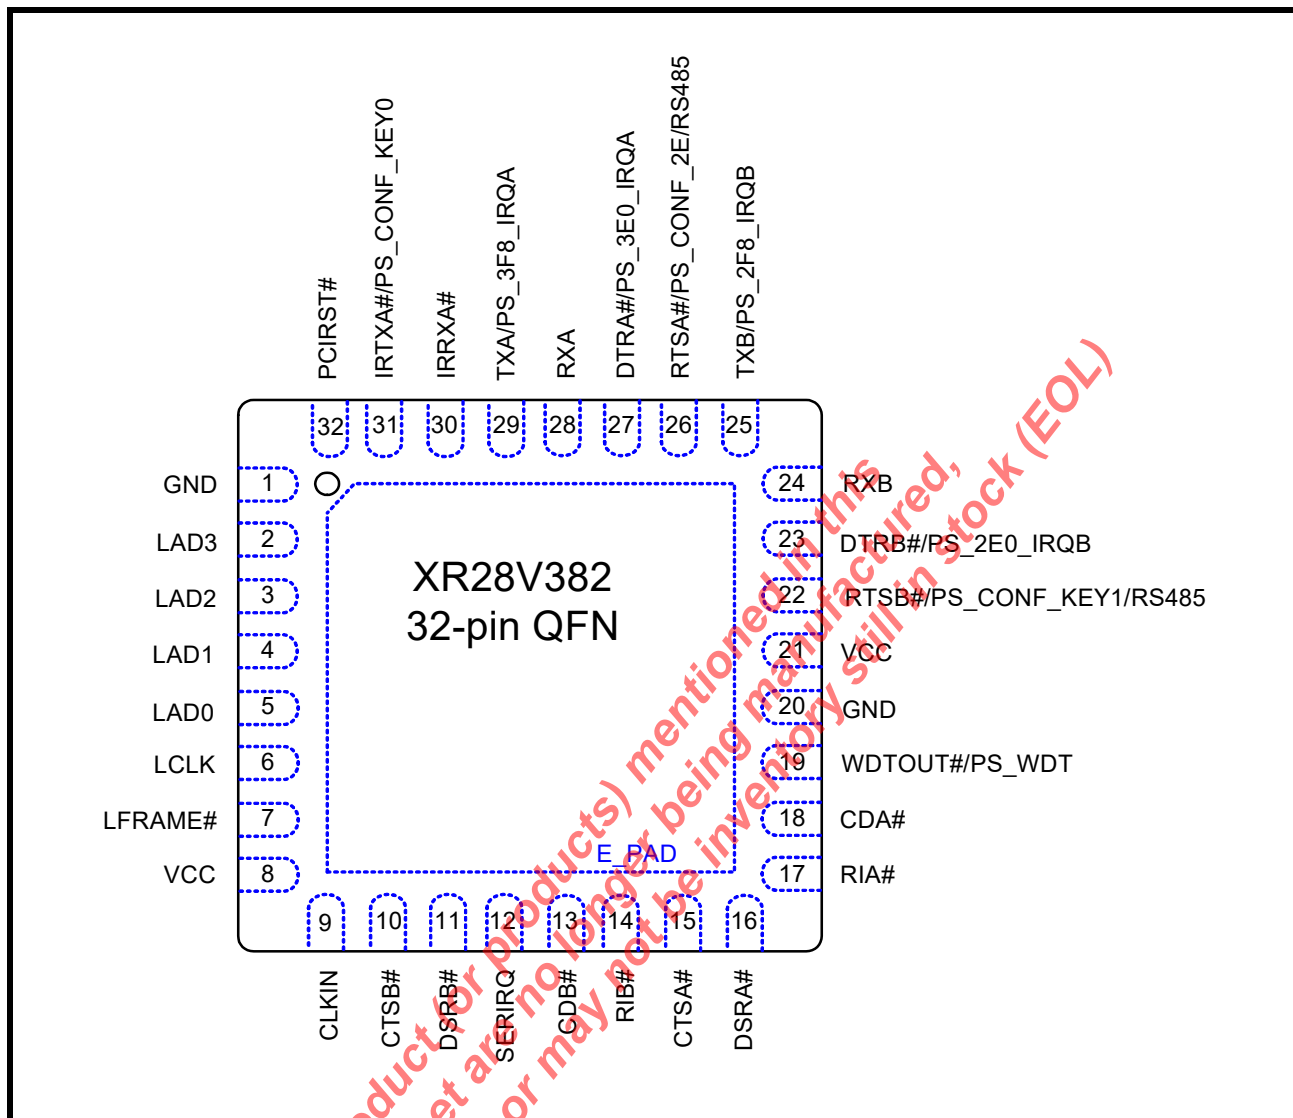 PCIRST#
IRTXA#/PS_CONF_KEY0
IRRXA#
TXA/PS_3F8_IRQA
RXA
DTRA#/PS_3E0_IRQA
RTSA#/PS_CONF_2E/RS485
TXB/PS_2F8_IRQB
32 31 30 29 28 27 26 25
GND 1
LAD3 2
LAD2 3
LAD1 4
LAD0 5
LCLK 6
LFRAME# 7
VCC 8
XR28V382
32-pin QFN
E_PAD
24 RXB
23 DTRB#/PS_2E0_IRQB
22 RTSB#/PS_CONF_KEY1/RS485
21 VCC
20 GND
19 WDTOUT#/PS_WDT
18 CDA#
17 RIA#
9 10 11 12 13 14 15 16
CLKIN
CTSB#
DSRB#
SERIRQ
CDB#
RIB#
CTSA#
DSRA#
(or products) mentioned in this
are no longer being manufactured,
or may not be inventory still in stock (EOL)